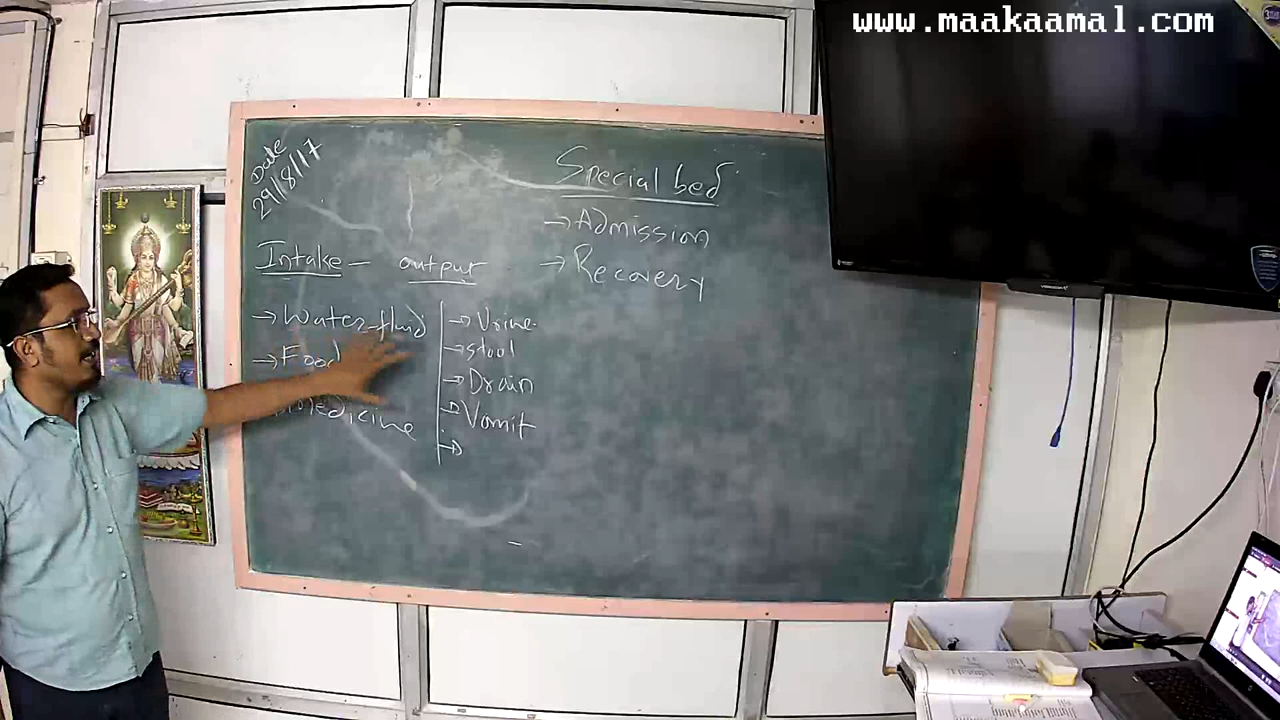 www.maakaamal.com
Date
29/8/17
Special bed
→ Admission
→ Recovery
Intake - output
→ Water-fluid
→ Food
Medicine
→ Urine
→ Stool
→ Drain
→ Vomit
→